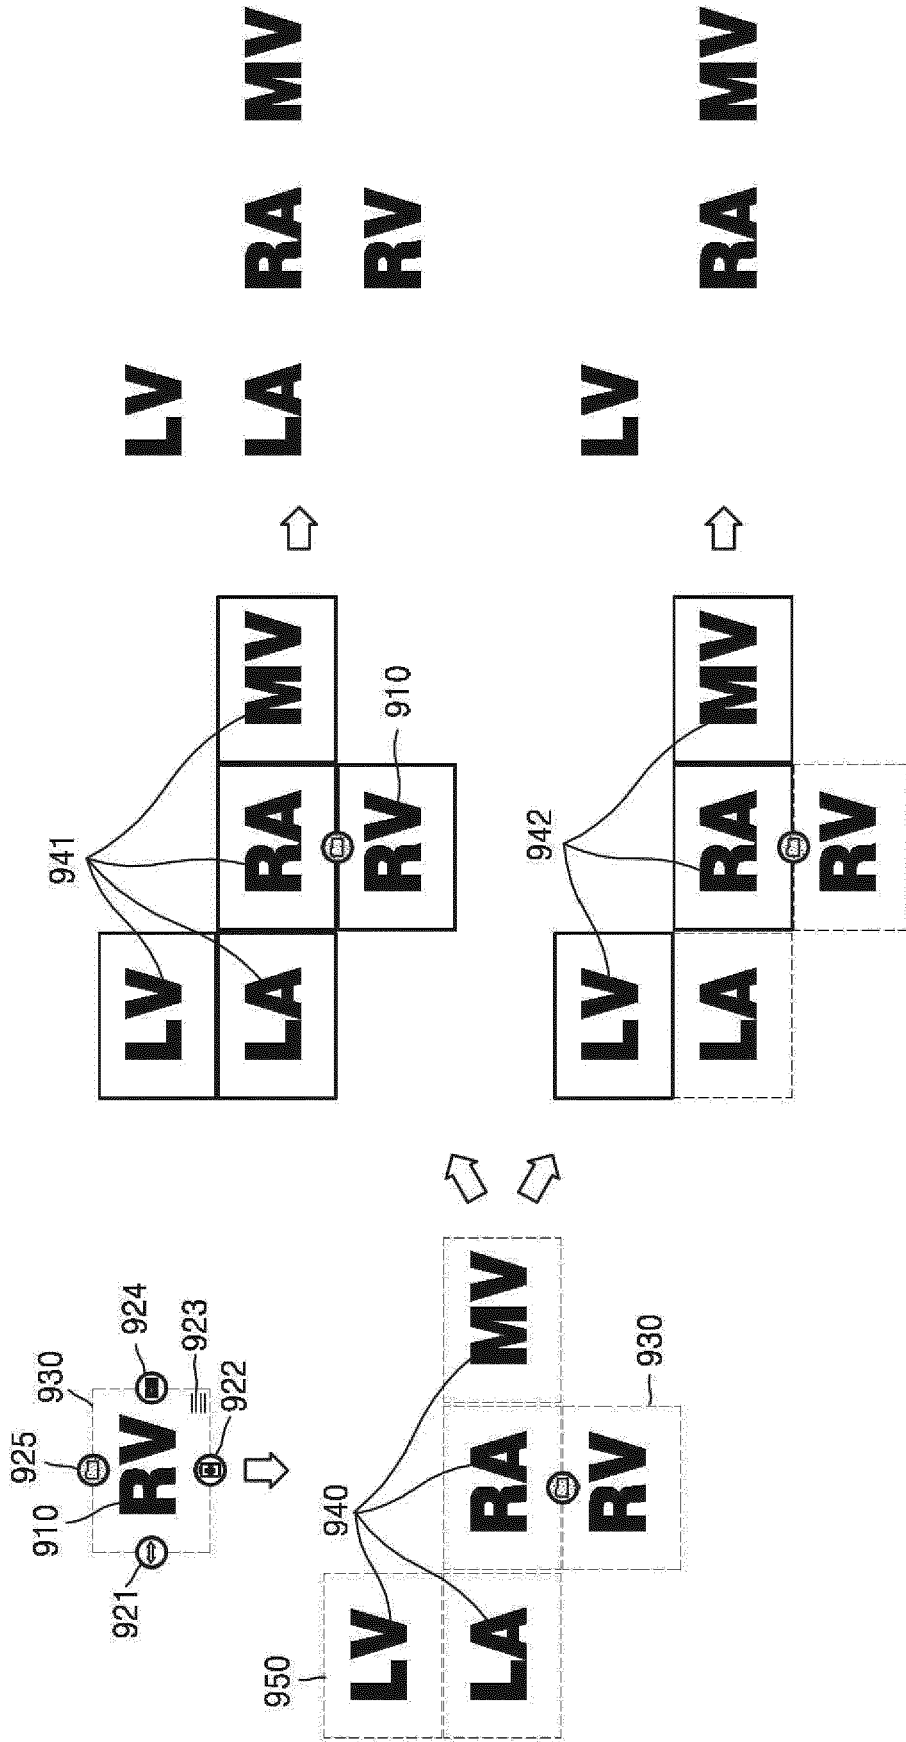 910 925 930
921 924
RV
923
922
950 940
LV
LA RA MV
RV 930
941
LV
LA RA MV
RV 910
LV
LA RA MV
RV
942
LV
LA RA MV
RV
LV
RA MV